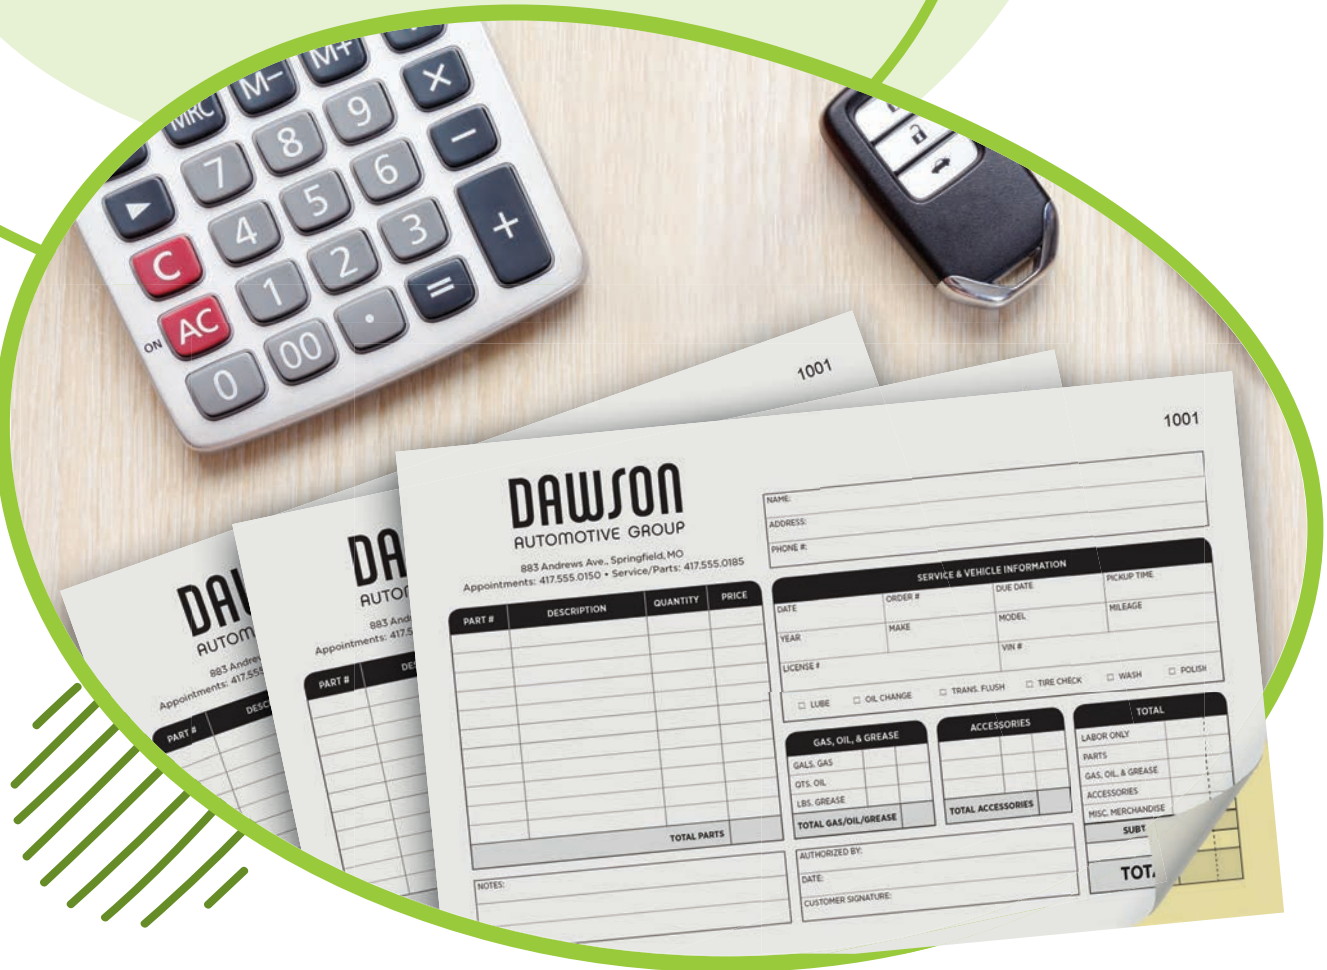 M+
MRC
M−
×
7
8
9
−
4
5
6
+
C
1
2
3
ON
AC
0
00
.
=
1001
1001
DAWSON
AUTOMOTIVE GROUP
883 Andrews Ave., Springfield, MO
Appointments: 417.555.0150 • Service/Parts: 417.555.0185
PART # DESCRIPTION QUANTITY PRICE
TOTAL PARTS
NOTES:
NAME:
ADDRESS:
PHONE #:
SERVICE & VEHICLE INFORMATION
DATE ORDER # DUE DATE PICKUP TIME
YEAR MAKE MODEL MILEAGE
LICENSE # VIN #
□ LUBE □ OIL CHANGE □ TRANS. FLUSH □ TIRE CHECK □ WASH □ POLISH
GAS, OIL, & GREASE
GALS. GAS
QTS. OIL
LBS. GREASE
TOTAL GAS/OIL/GREASE
ACCESSORIES
TOTAL ACCESSORIES
TOTAL
LABOR ONLY
PARTS
GAS, OIL, & GREASE
ACCESSORIES
MISC. MERCHANDISE
SUBT
TOTA
AUTHORIZED BY:
DATE:
CUSTOMER SIGNATURE:
DA
AUTO
883 And
Appointments: 417.5
PART # DES
DAW
AUTOM
883 Andrew
Appointments: 417.555
PART # DESC